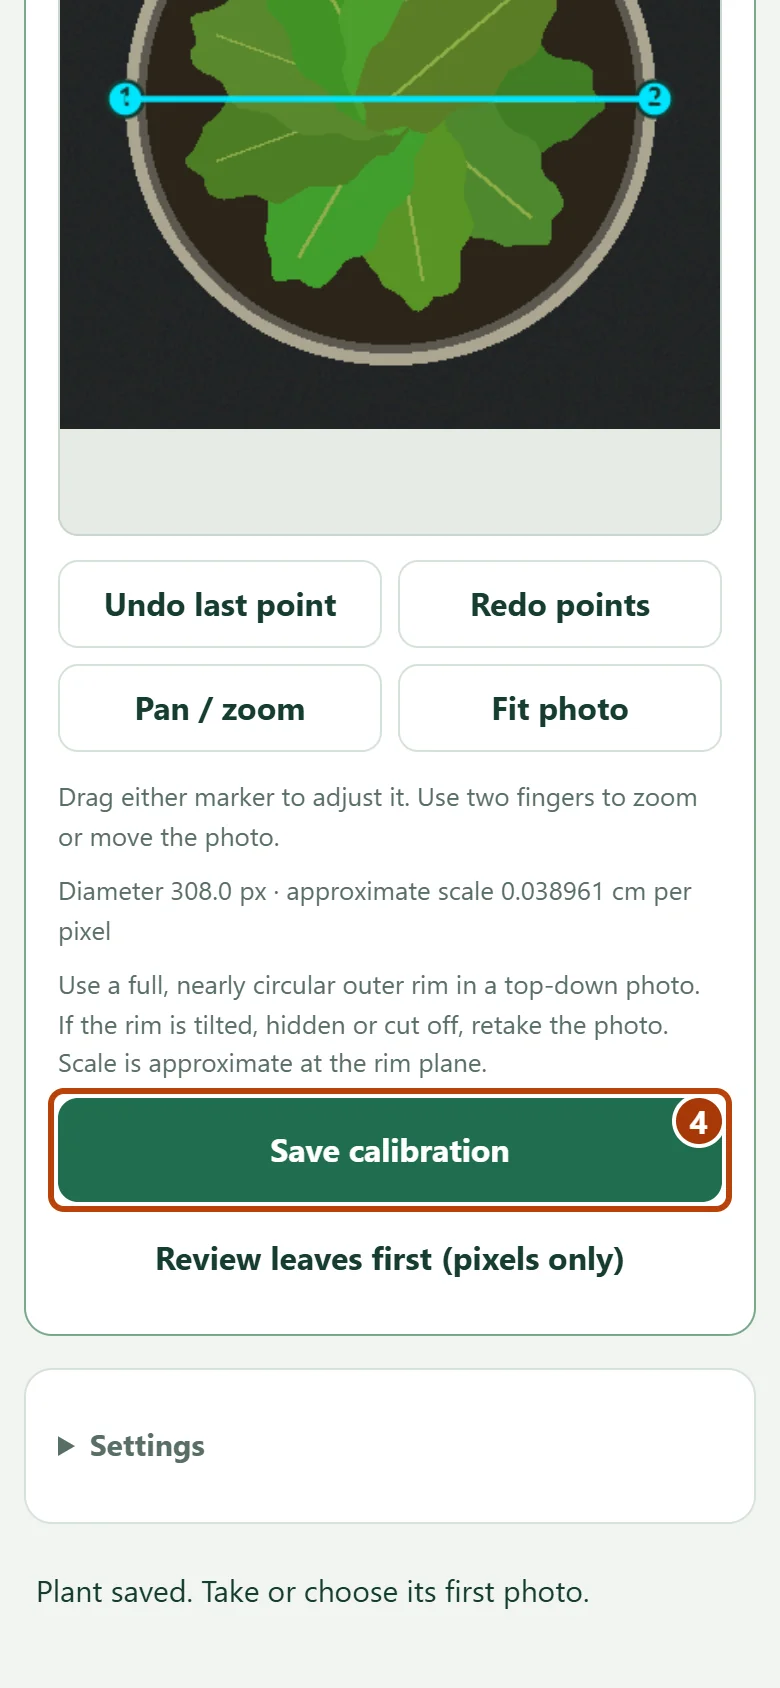 1 2
Undo last point Redo points
Pan / zoom Fit photo
Drag either marker to adjust it. Use two fingers to zoom
or move the photo.
Diameter 308.0 px · approximate scale 0.038961 cm per
pixel
Use a full, nearly circular outer rim in a top-down photo.
If the rim is tilted, hidden or cut off, retake the photo.
Scale is approximate at the rim plane.
4
Save calibration
Review leaves first (pixels only)
Settings
Plant saved. Take or choose its first photo.